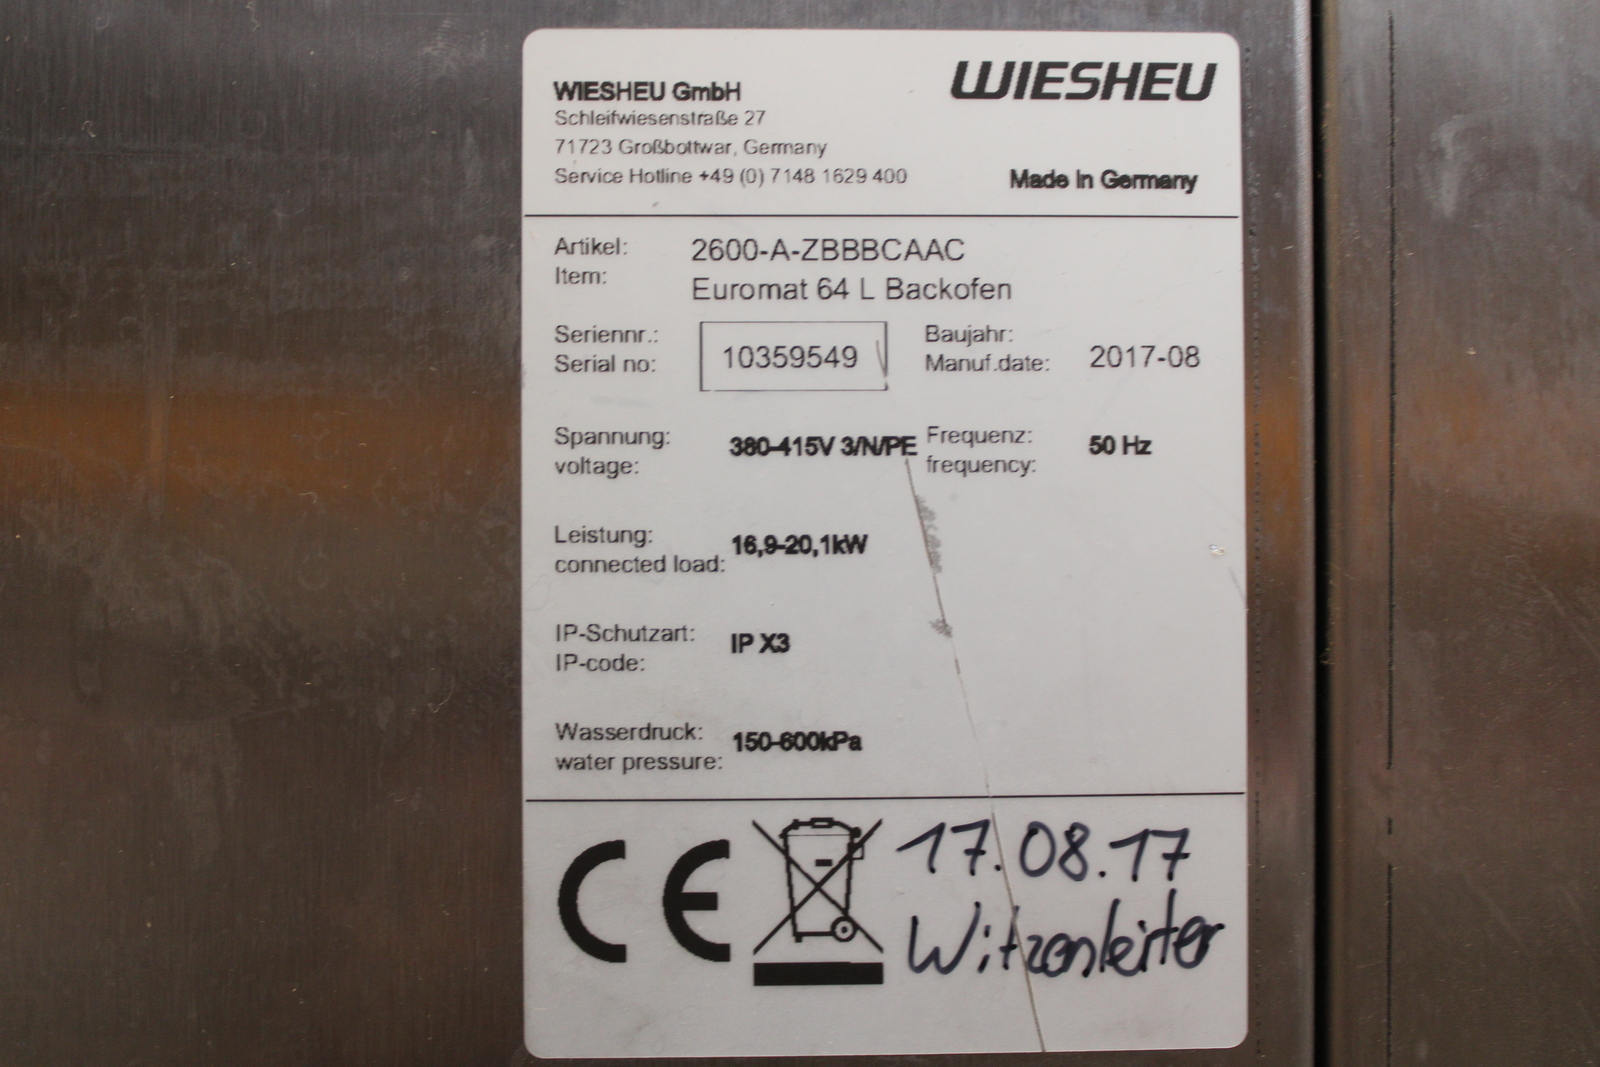 WIESHEU GmbH
WIESHEU
Schleifwiesenstraße 27
71723 Großbottwar, Germany
Service Hotline +49 (0) 7148 1629 400
Made in Germany
Artikel: 2600-A-ZBBBCAAC
Item: Euromat 64 L Backofen
Seriennr.: Baujahr:
Serial no: 10359549 Manuf.date: 2017-08
Spannung: 380-415V 3/N/PE Frequenz: 50 Hz
voltage: frequency:
Leistung: 16,9-20,1kW
connected load:
IP-Schutzart: IP X3
IP-code:
Wasserdruck: 150-600kPa
water pressure:
CE 17.08.17
Witzenleiter